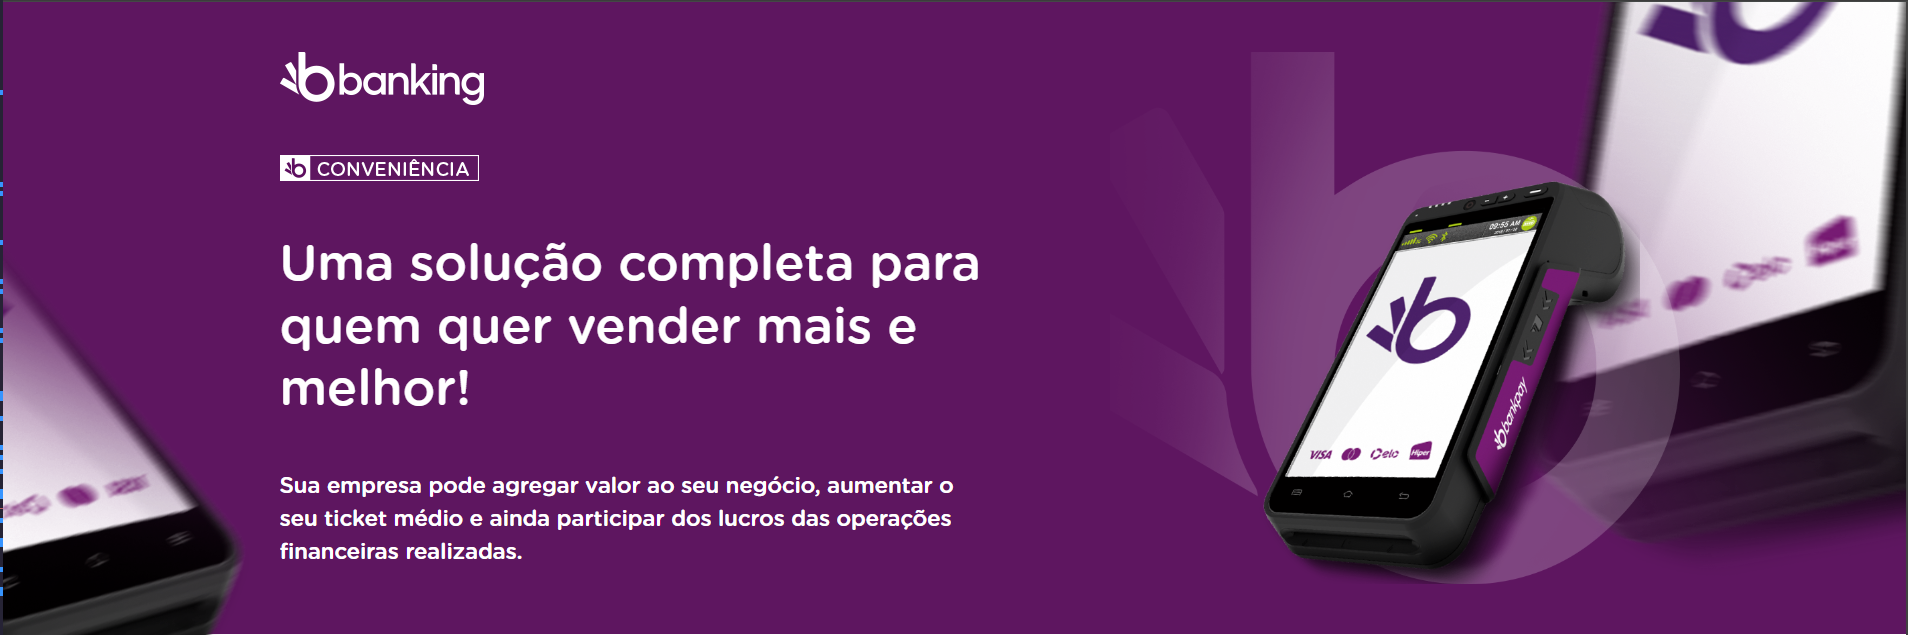 banking
CONVENIÊNCIA
Uma solução completa para
quem quer vender mais e
melhor!
Sua empresa pode agregar valor ao seu negócio, aumentar o
seu ticket médio e ainda participar dos lucros das operações
financeiras realizadas.
VISA elo Hiper
bankpay